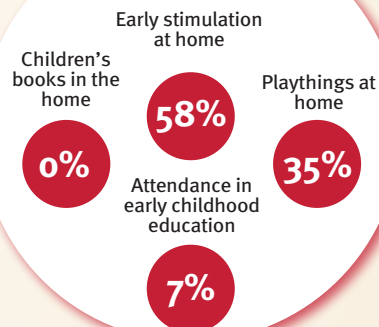 Early stimulation
at home
58%
Children's
books in the
home
0%
Playthings at
home
35%
Attendance in
early childhood
education
7%